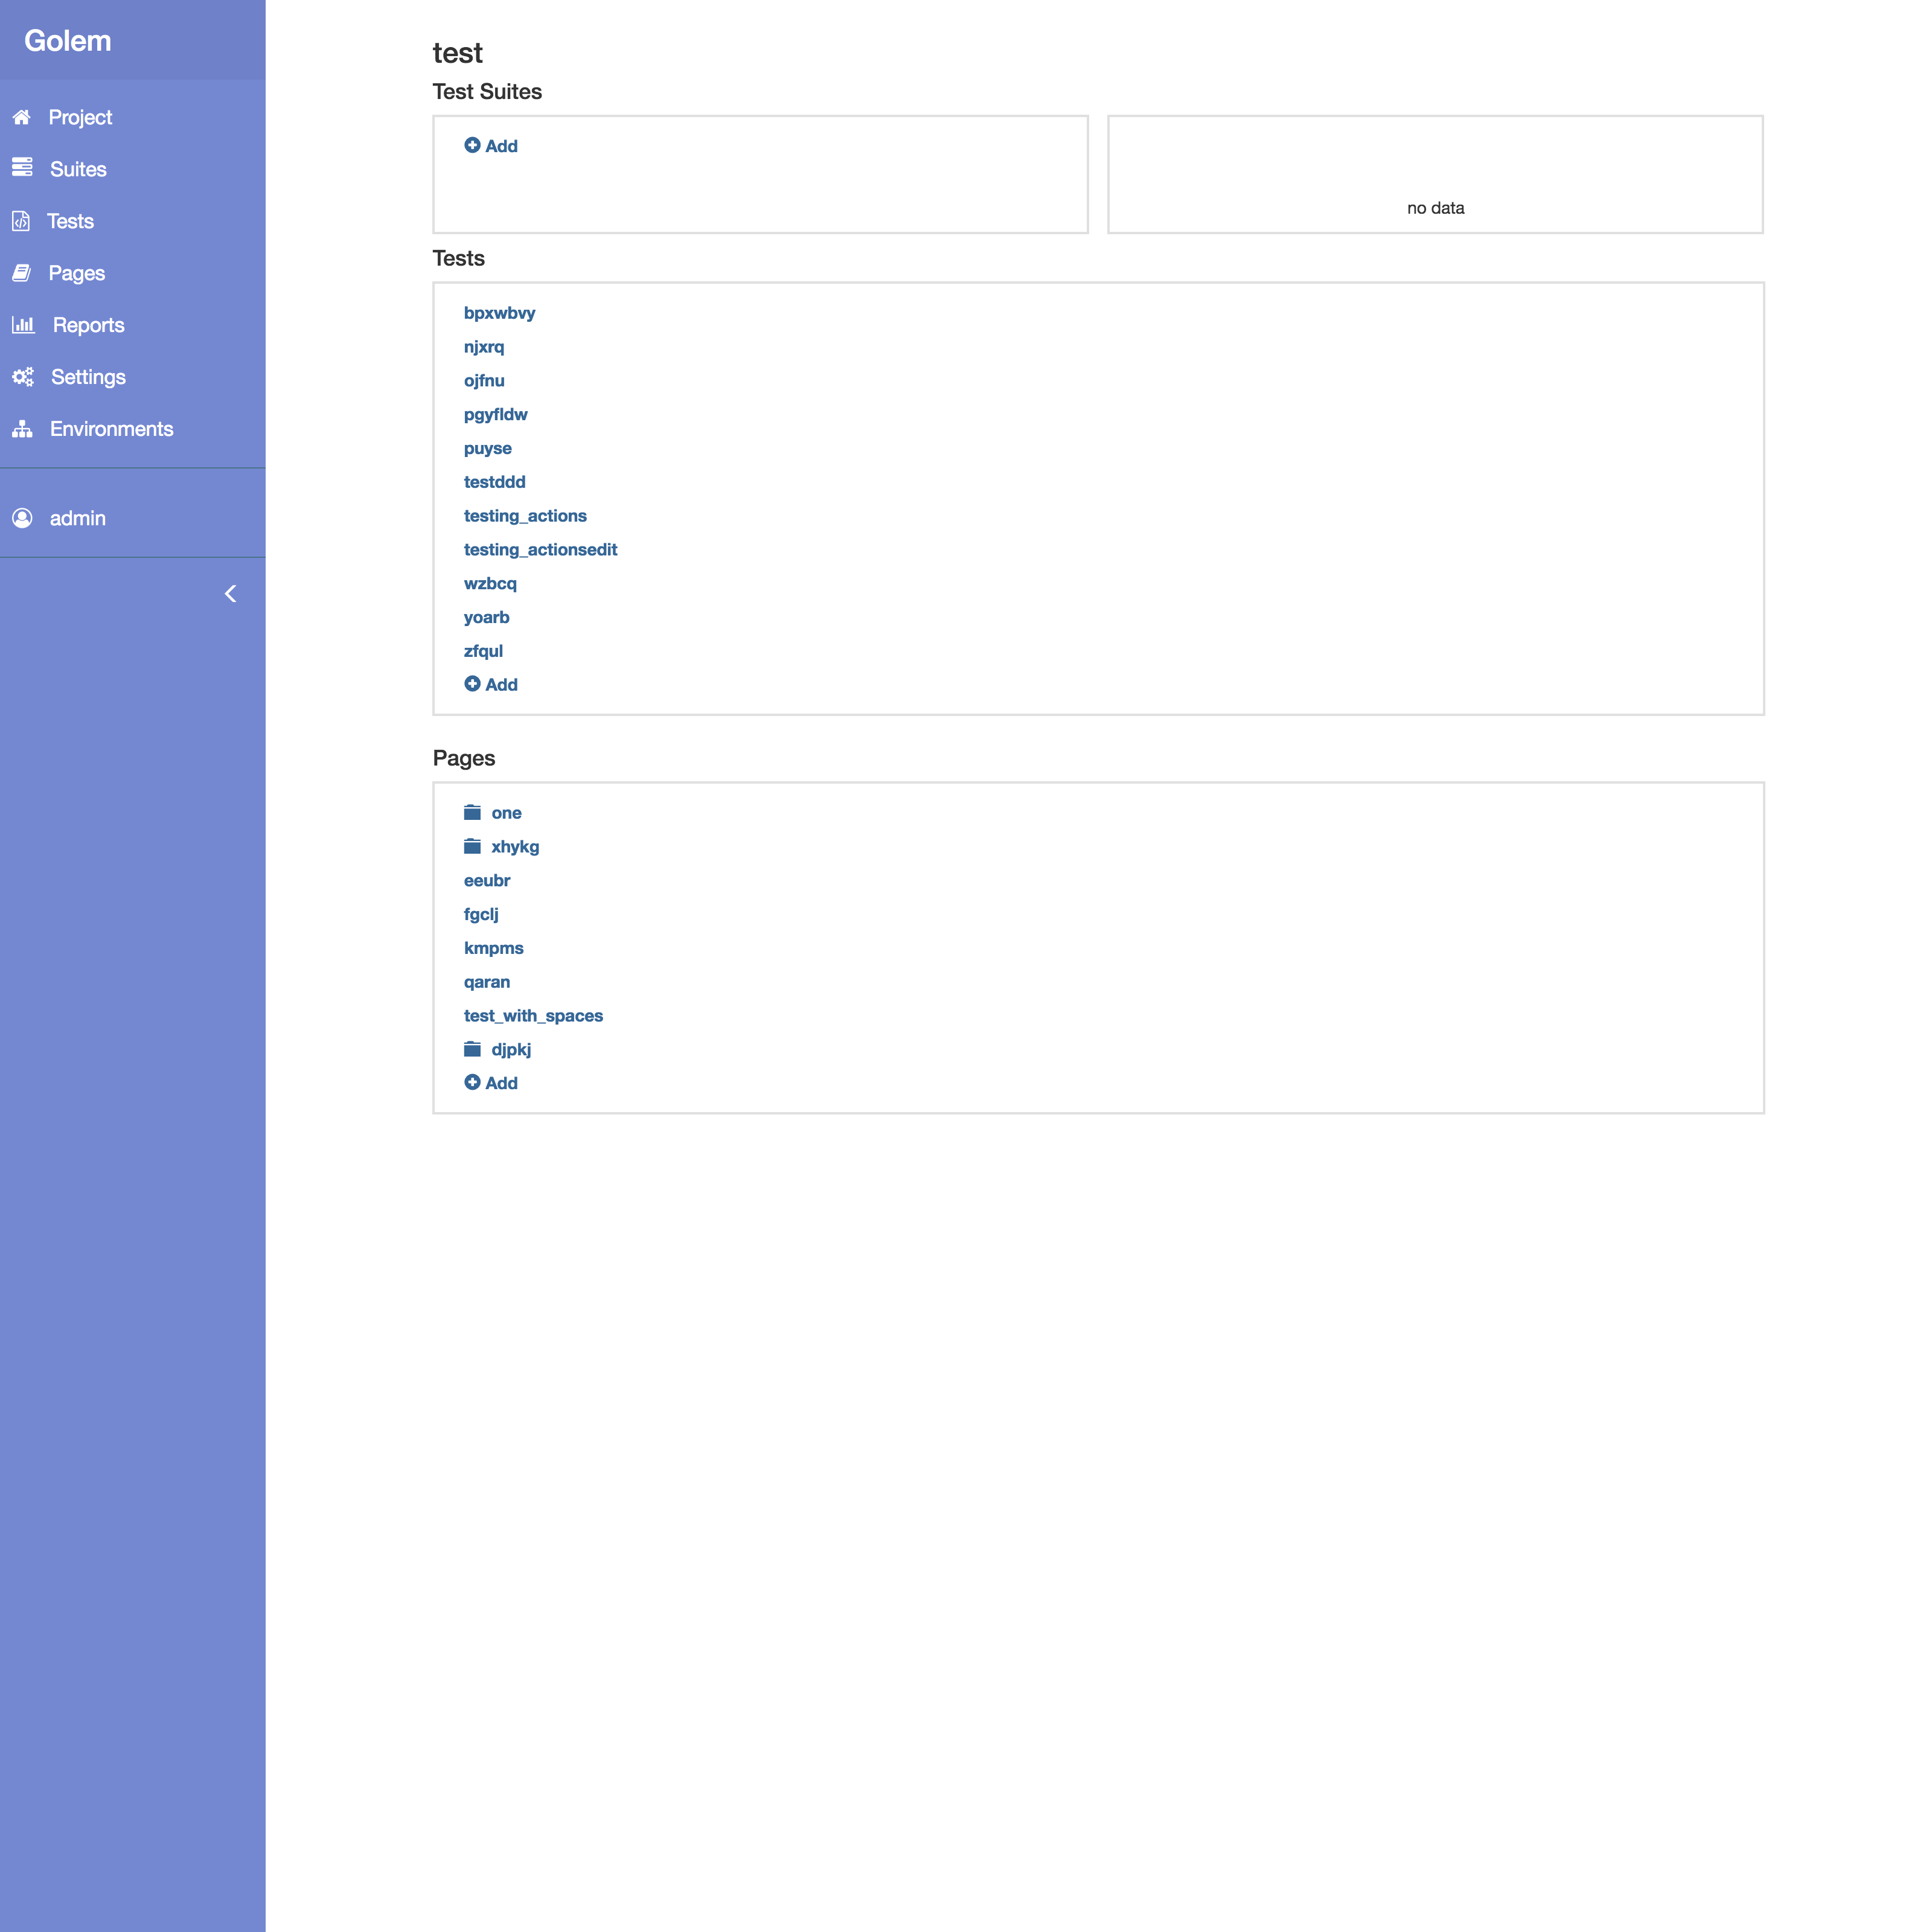 Golem
Project
Suites
Tests
Pages
Reports
Settings
Environments
admin
test
Test Suites
Add
no data
Tests
bpxwbvy
njxrq
ojfnu
pgyfldw
puyse
testddd
testing_actions
testing_actionsedit
wzbcq
yoarb
zfqul
Add
Pages
one
xhykg
eeubr
fgclj
kmpms
qaran
test_with_spaces
djpkj
Add